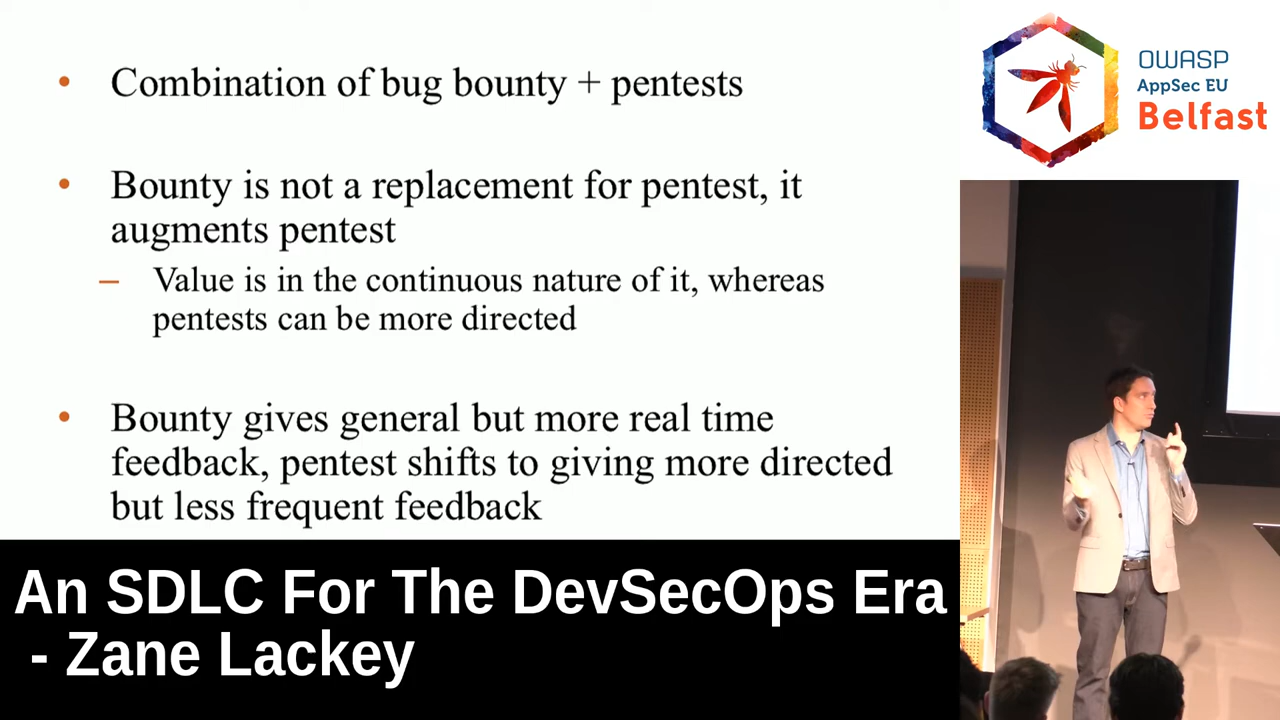 • Combination of bug bounty + pentests
• Bounty is not a replacement for pentest, it
augments pentest
– Value is in the continuous nature of it, whereas
pentests can be more directed
• Bounty gives general but more real time
feedback, pentest shifts to giving more directed
but less frequent feedback
OWASP
AppSec EU
Belfast
An SDLC For The DevSecOps Era
- Zane Lackey